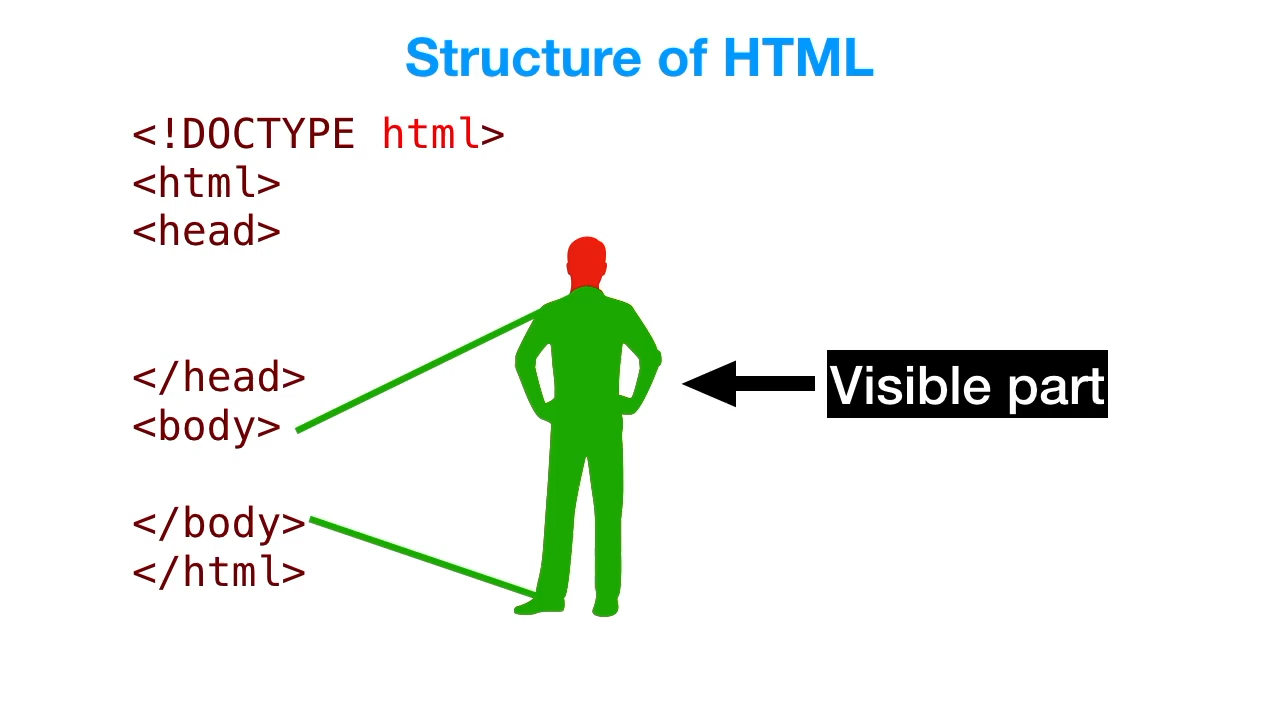 Structure of HTML
<!DOCTYPE html>
<html>
<head>
</head>
<body>
Visible part
</body>
</html>